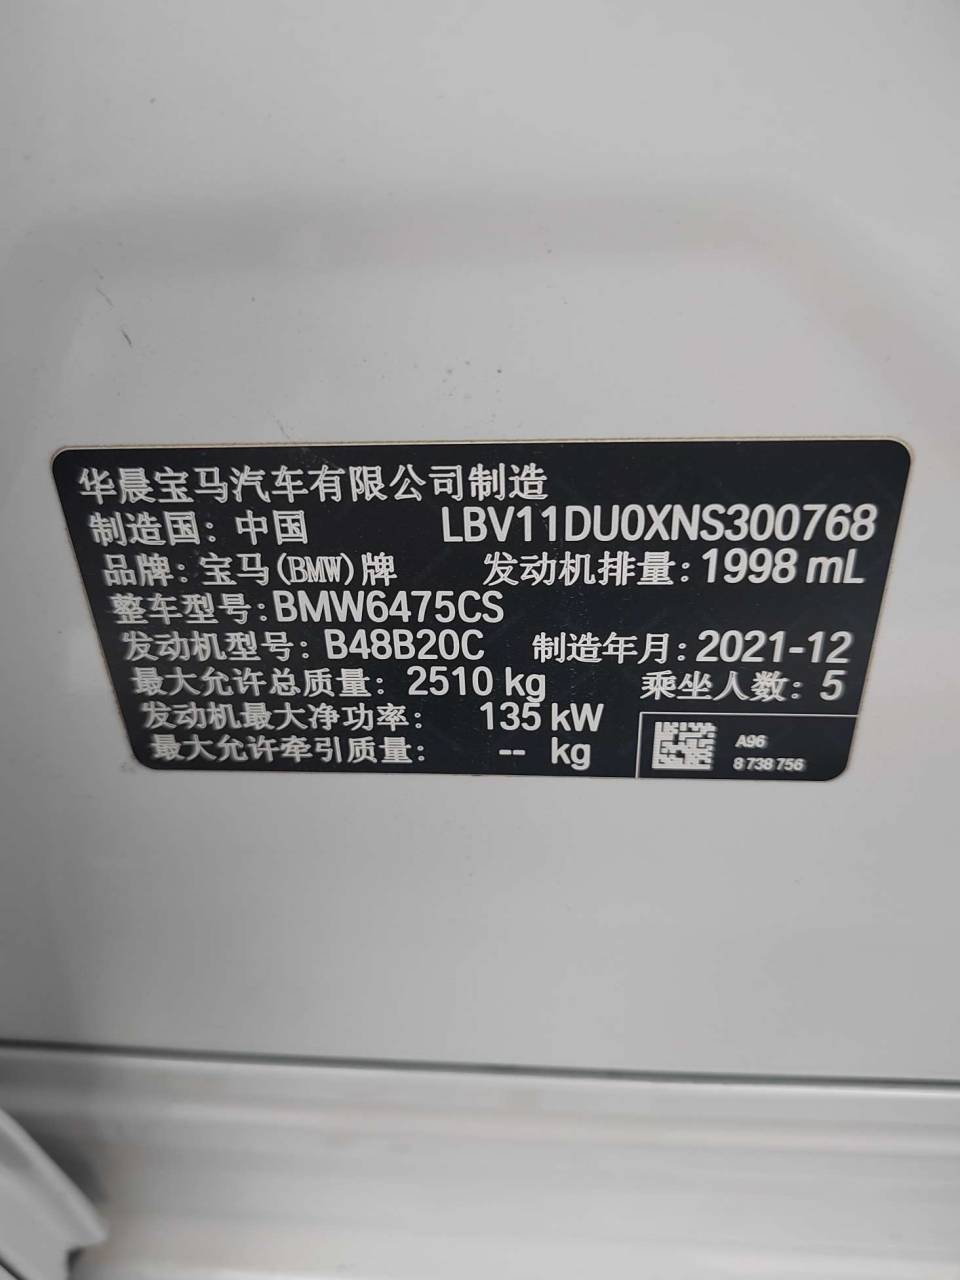 华晨宝马汽车有限公司制造
制造国：中国 LBV11DU0XNS300768
品牌：宝马(BMW)牌 发动机排量：1998 mL
整车型号：BMW6475CS
发动机型号：B48B20C 制造年月：2021-12
最大允许总质量：2510 kg 乘坐人数：5
发动机最大净功率：135 kW
最大允许牵引质量：-- kg
A96
8 738 756